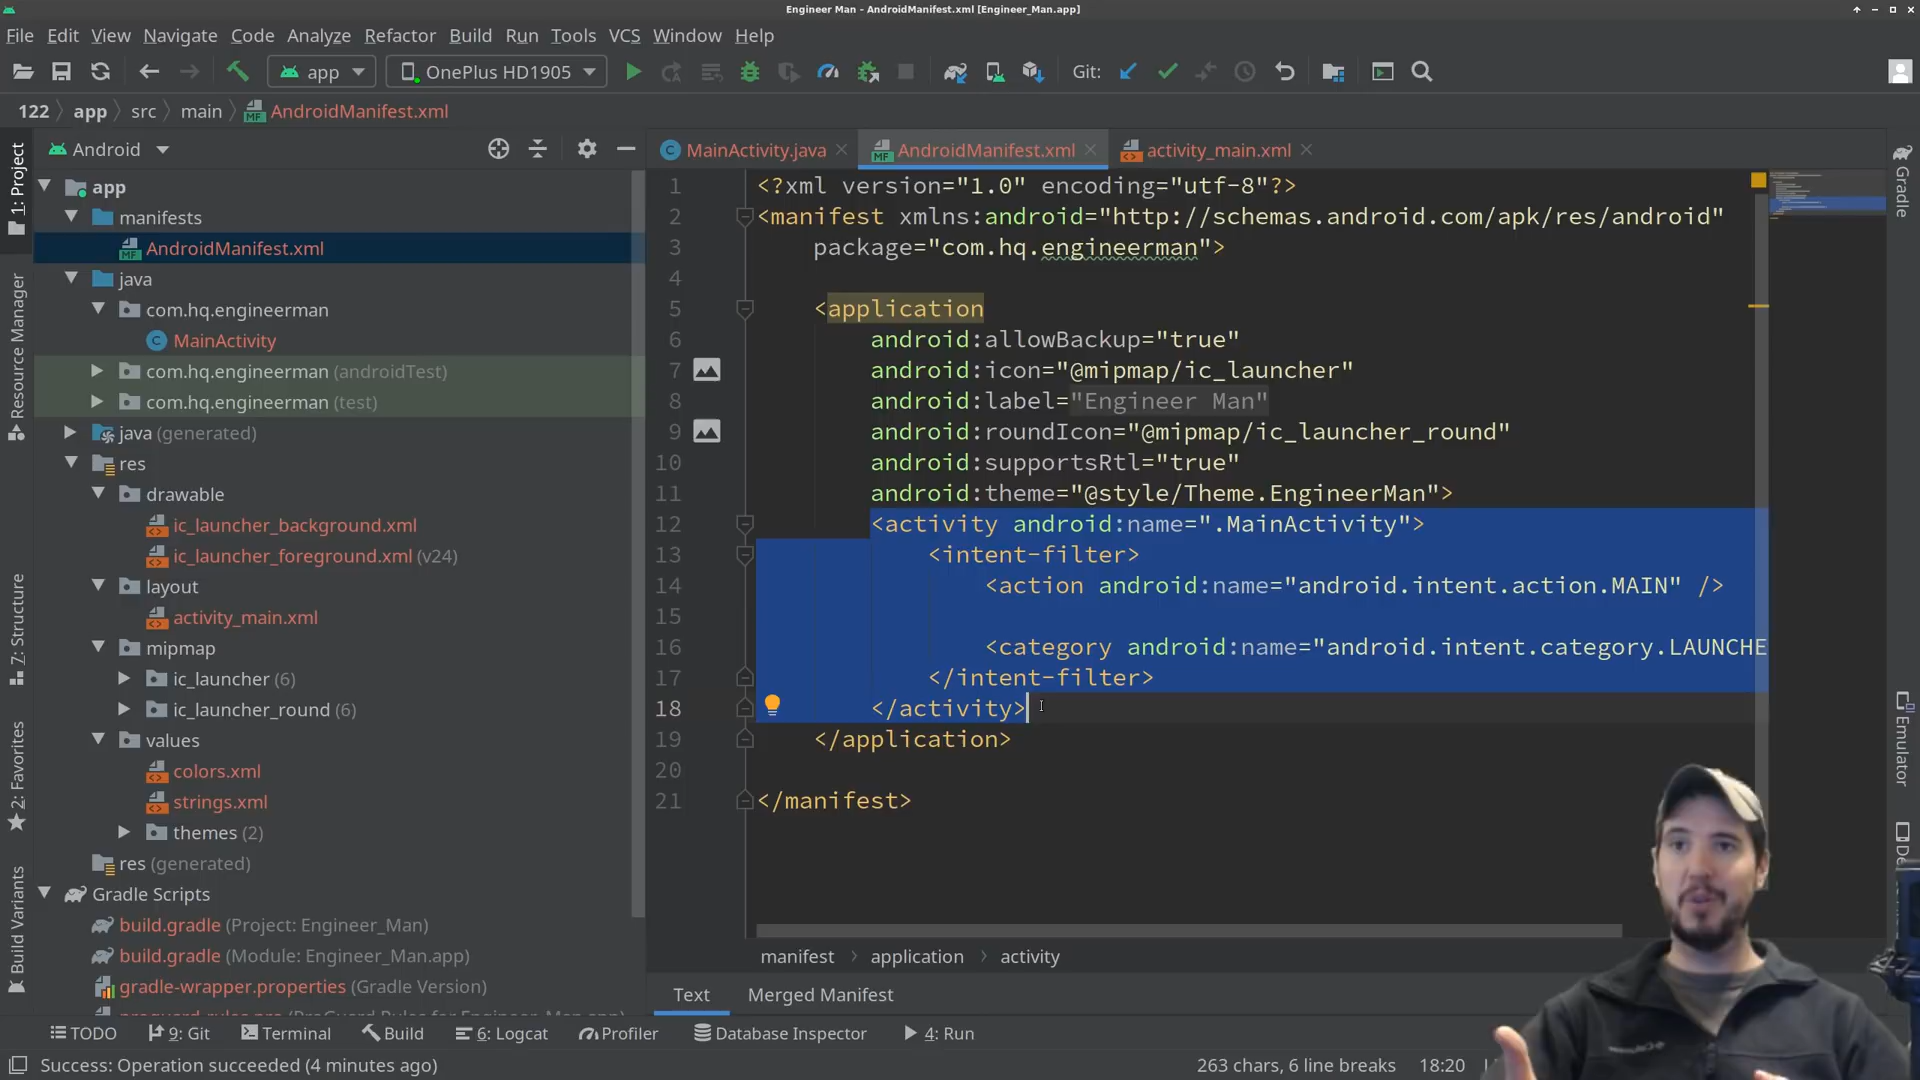 Engineer Man – AndroidManifest.xml [Engineer_Man.app]
File Edit View Navigate Code Analyze Refactor Build Run Tools VCS Window Help
app OnePlus HD1905 Git:
122 app src main AndroidManifest.xml
Android
MainActivity.java AndroidManifest.xml activity_main.xml
1: Project
Resource Manager
7: Structure
2: Favorites
Build Variants
app
manifests
AndroidManifest.xml
java
com.hq.engineerman
MainActivity
com.hq.engineerman (androidTest)
com.hq.engineerman (test)
java (generated)
res
drawable
ic_launcher_background.xml
ic_launcher_foreground.xml (v24)
layout
activity_main.xml
mipmap
ic_launcher (6)
ic_launcher_round (6)
values
colors.xml
strings.xml
themes (2)
res (generated)
Gradle Scripts
build.gradle (Project: Engineer_Man)
build.gradle (Module: Engineer_Man.app)
gradle-wrapper.properties (Gradle Version)
1 <?xml version="1.0" encoding="utf-8"?>
2 <manifest xmlns:android="http://schemas.android.com/apk/res/android"
3 package="com.hq.engineerman">
4
5 <application
6 android:allowBackup="true"
7 android:icon="@mipmap/ic_launcher"
8 android:label="Engineer Man"
9 android:roundIcon="@mipmap/ic_launcher_round"
10 android:supportsRtl="true"
11 android:theme="@style/Theme.EngineerMan">
12 <activity android:name=".MainActivity">
13 <intent-filter>
14 <action android:name="android.intent.action.MAIN" />
15
16 <category android:name="android.intent.category.LAUNCHE
17 </intent-filter>
18 </activity>
19 </application>
20
21 </manifest>
Gradle
Emulator
manifest application activity
Text Merged Manifest
TODO 9: Git Terminal Build 6: Logcat Profiler Database Inspector 4: Run
Success: Operation succeeded (4 minutes ago) 263 chars, 6 line breaks 18:20